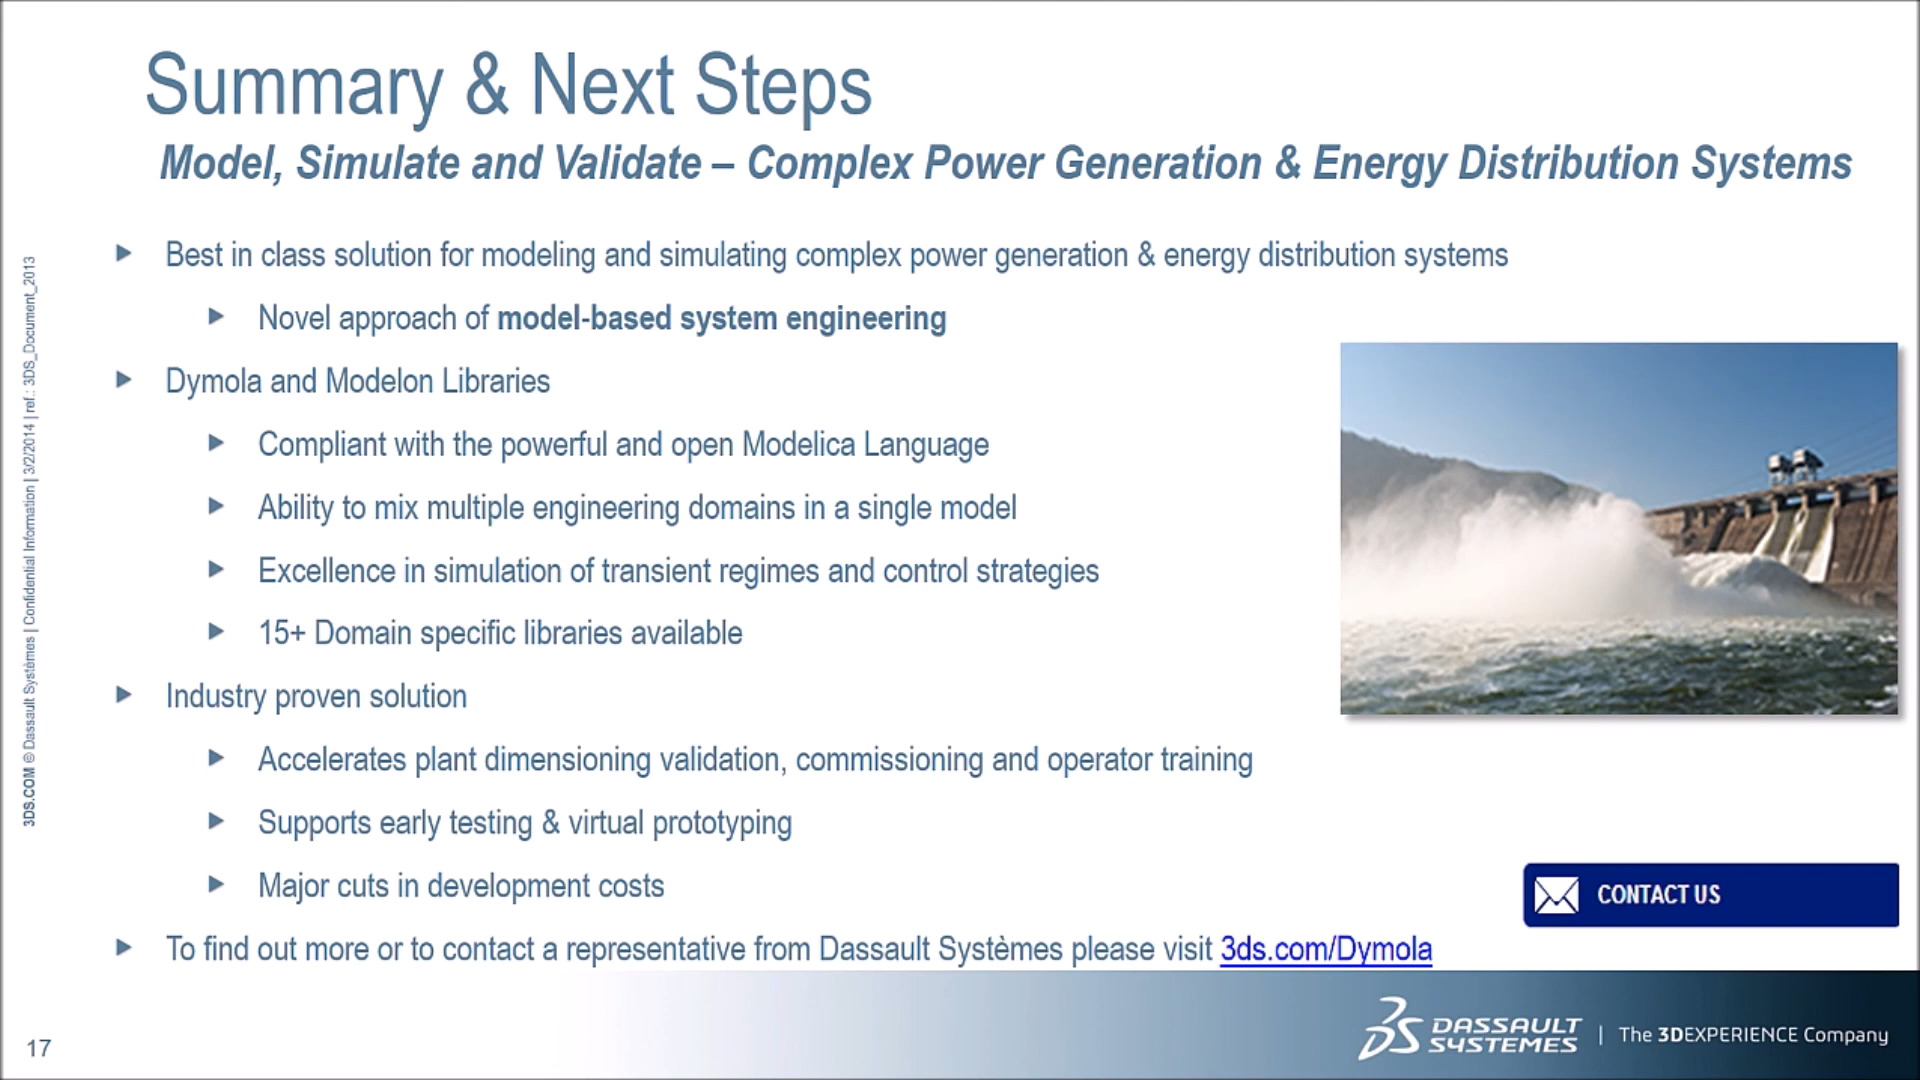 Summary & Next Steps
Model, Simulate and Validate – Complex Power Generation & Energy Distribution Systems
Best in class solution for modeling and simulating complex power generation & energy distribution systems
Novel approach of model-based system engineering
Dymola and Modelon Libraries
Compliant with the powerful and open Modelica Language
Ability to mix multiple engineering domains in a single model
Excellence in simulation of transient regimes and control strategies
15+ Domain specific libraries available
Industry proven solution
Accelerates plant dimensioning validation, commissioning and operator training
Supports early testing & virtual prototyping
Major cuts in development costs
CONTACT US
To find out more or to contact a representative from Dassault Systèmes please visit 3ds.com/Dymola
3DS.COM © Dassault Systèmes | Confidential Information | 3/2/2014 | ref.: 3DS_Document_2013
17
3DS DASSAULT SYSTEMES | The 3DEXPERIENCE Company